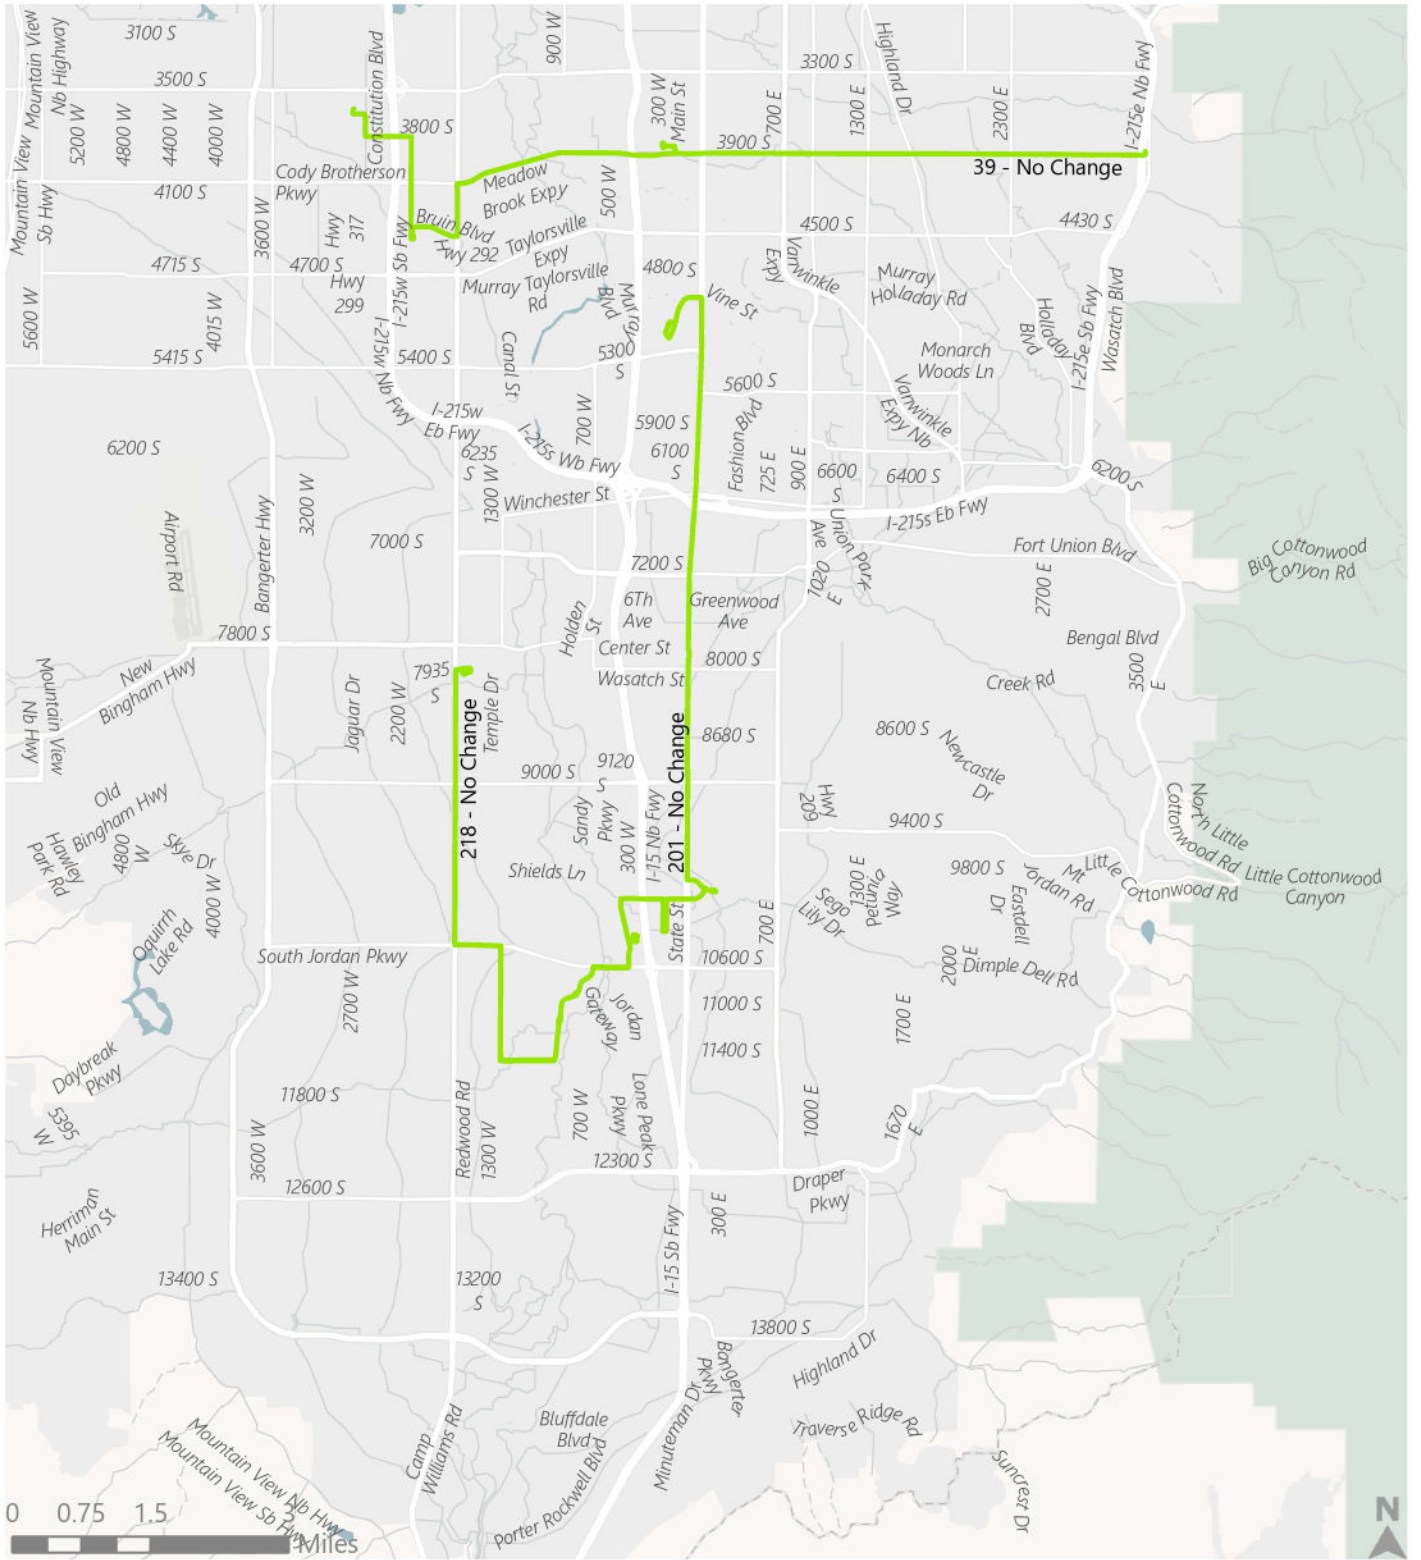 3100 S
900 W
Constitution Blvd
Highland Dr
Mountain View
Nb Highway
Mountain View
3500 S
3300 S
I-215e Nb Fwy
5200 W
4800 W
4400 W
4000 W
300 W
Main St
700 E
1300 E
2300 E
3800 S
3900 S
39 - No Change
Cody Brotherson
Pkwy
4100 S
Meadow
Brook Expy
500 W
Mountain View
Sb Hwy
3600 W
Hwy
317
Bruin Blvd
Hwy 292
Taylorsville
Expy
4500 S
4430 S
4715 S
4700 S
Hwy
299
I-215w Sb Fwy
Murray Taylorsville
Rd
4800 S
Vanwinkle
Expy
Murray
Holladay Rd
Vine St
Murray
Blvd
Holladay
Blvd
I-215e Sb Fwy
Wasatch Blvd
5600 W
4015 W
5415 S
5400 S
I-215w Nb Fwy
Canal St
5300
S
Monarch
Woods Ln
5600 S
Vanwinkle
Expy Nb
I-215w
Eb Fwy
700 W
5900 S
6100
S
Fashion Blvd
725 E
900 E
6200 S
6235
S
I-215s Wb Fwy
6600
S
6400 S
6200 S
3200 W
1300 W
Winchester St
I-215s Eb Fwy
Airport Rd
Bangerter Hwy
7000 S
Union Park
Ave
Fort Union Blvd
Big Cottonwood
Canyon Rd
7200 S
1020
E
2700 E
6Th
Ave
Greenwood
Ave
Holden
St
7800 S
Center St
Bengal Blvd
8000 S
Wasatch St
7935
S
New
Bingham Hwy
Mountain View
Nb Hwy
Jaguar Dr
2200 W
Temple Dr
Creek Rd
3500
E
218 - No Change
201 - No Change
8680 S
8600 S
Newcastle
Dr
9000 S
9120
S
Old
Bingham Hwy
Hwy
209
North Little
Cottonwood Rd
Sandy
Pkwy
300 W
I-15 Nb Fwy
9400 S
Hawley
Park Rd
4800
W
Skye Dr
Shields Ln
1300 E
Petunia
Way
9800 S
Mt
Jordan Rd
Little
Cottonwood Rd
Little Cottonwood
Canyon
4000 W
Sego
Lily Dr
Eastdell
Dr
Oquirrh
Lake Rd
State St
700 E
South Jordan Pkwy
10600 S
2000
E
Dimple Dell Rd
2700 W
Jordan
Gateway
11000 S
1700 E
Daybreak
Pkwy
11400 S
5395
W
11800 S
Redwood Rd
1300 W
700 W
Lone Peak
Pkwy
1000 E
1670
E
3600 W
12300 S
12600 S
Draper
Pkwy
Herriman
Main St
300 E
I-15 Sb Fwy
13400 S
13200
S
13800 S
Highland Dr
Bangerter
Pkwy
Minuteman Dr
Bluffdale
Blvd
Traverse Ridge Rd
Camp
Williams Rd
Mountain View Nb Hwy
Mountain View Sb Hwy
Porter Rockwell Blvd
Suncrest Dr
0 0.75 1.5 3
Miles
N